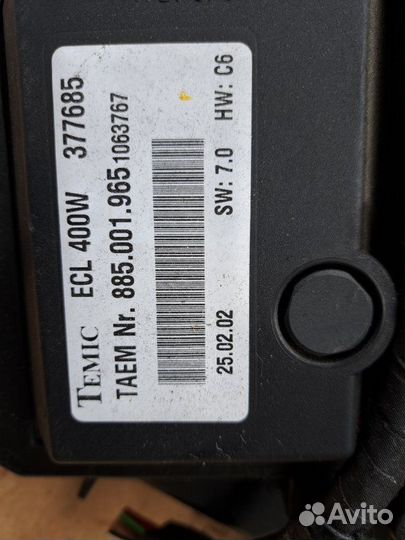 TEMIC ECL 400W 377685
TAEM Nr. 885.001.965 1063767
25.02.02 SW: 7.0 HW: C6
Avito